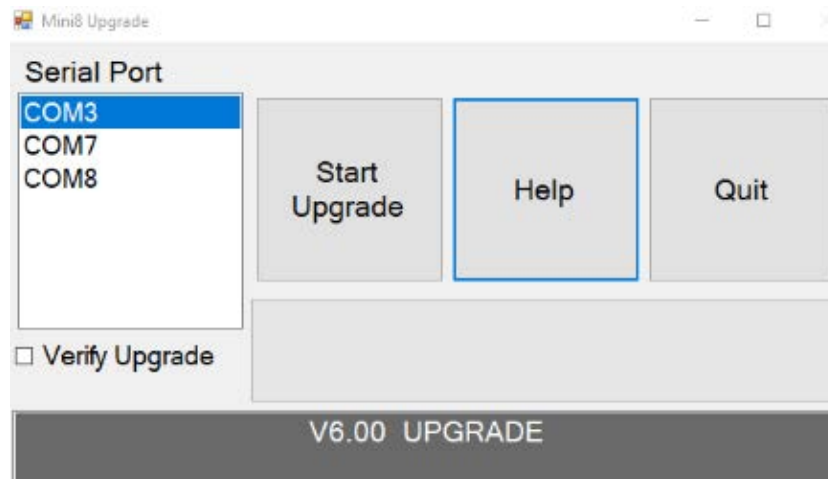 Mini8 Upgrade
Serial Port
COM3
COM7
COM8
Start
Upgrade
Help
Quit
Verify Upgrade
V6.00 UPGRADE